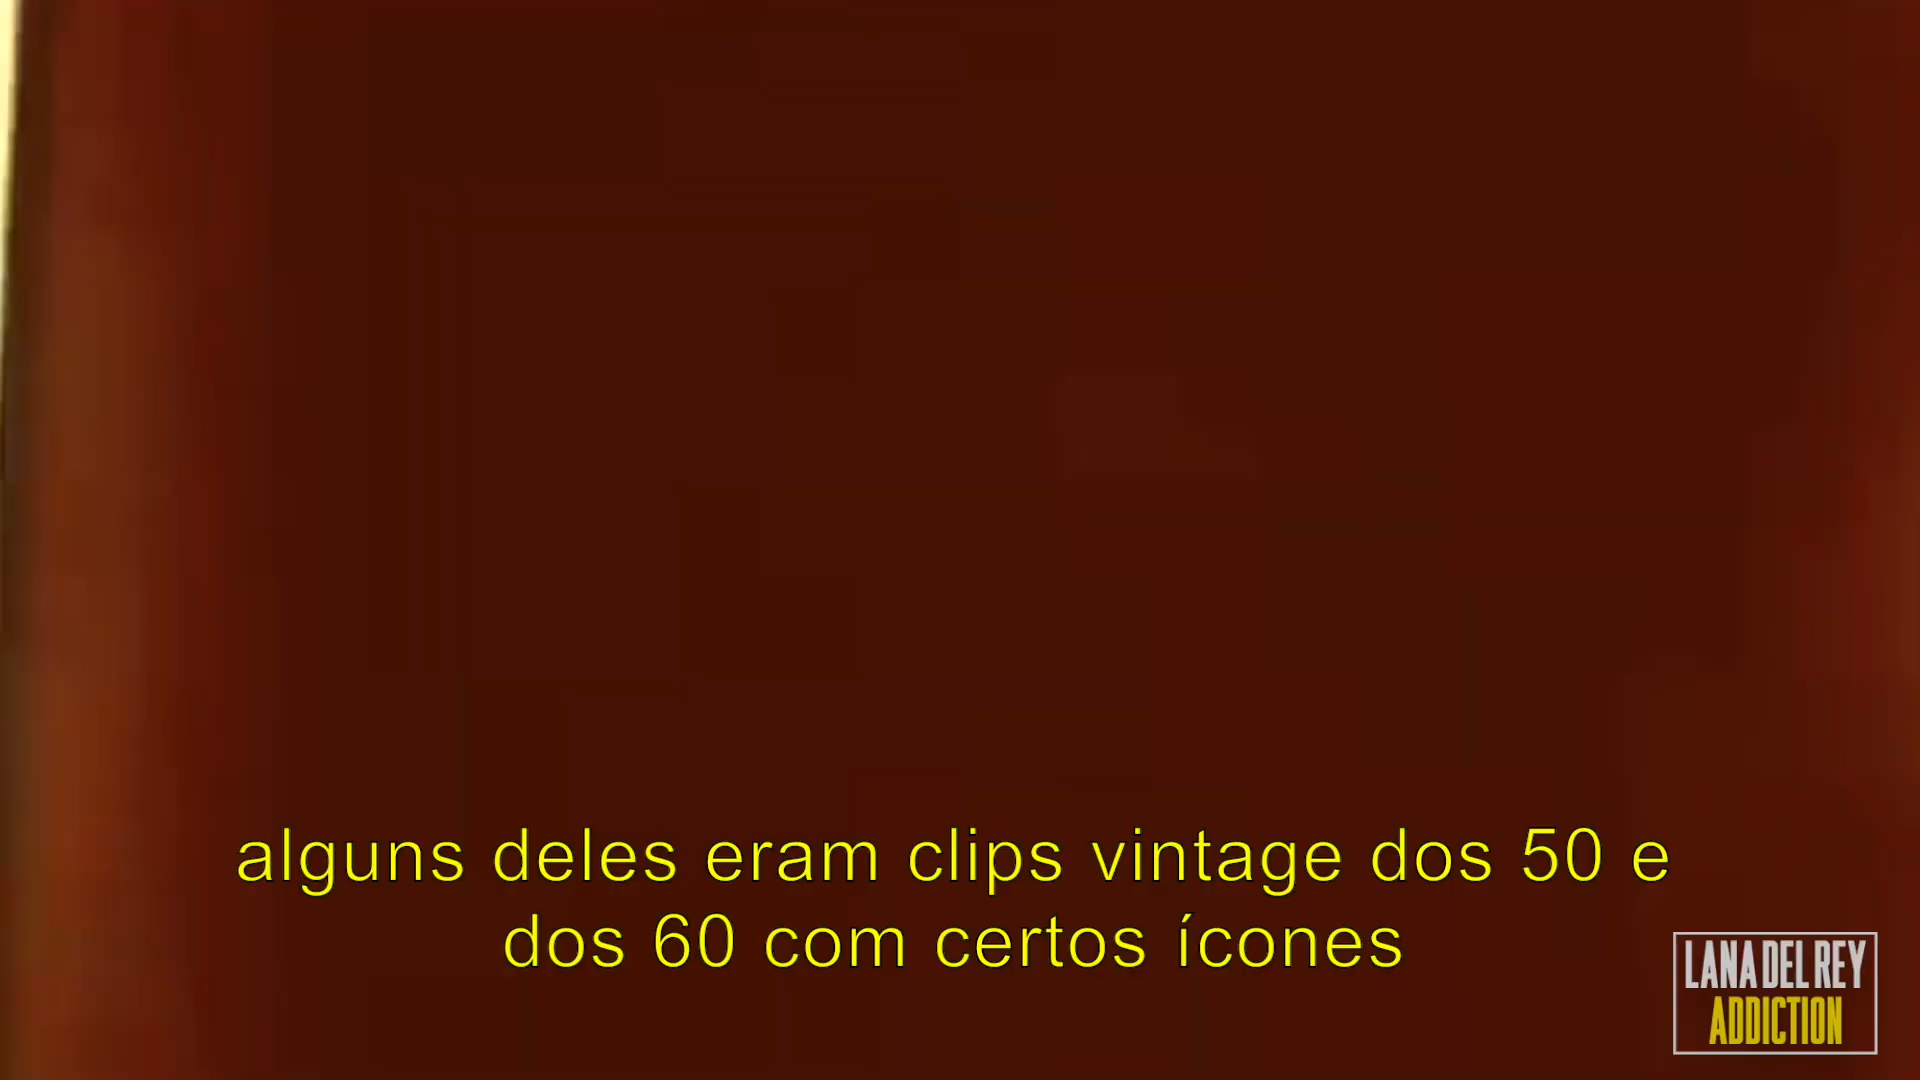 alguns deles eram clips vintage dos 50 e
dos 60 com certos ícones
LANA DEL REY
ADDICTION